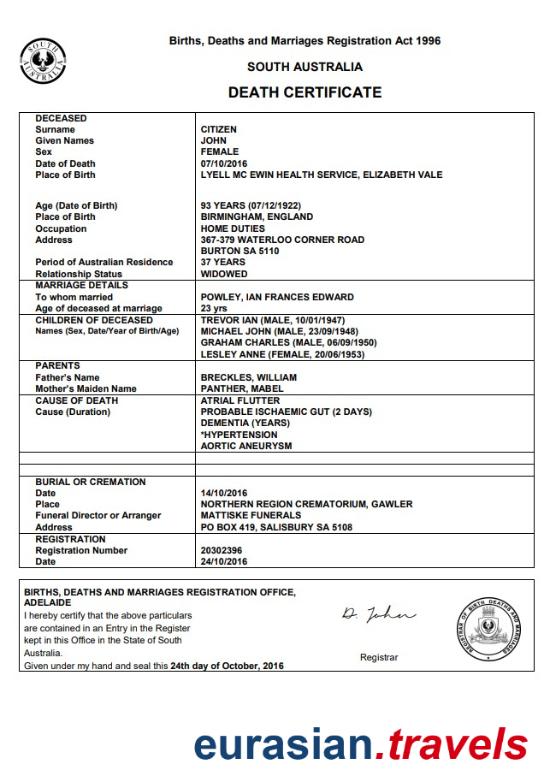 Births, Deaths and Marriages Registration Act 1996
SOUTH AUSTRALIA
DEATH CERTIFICATE
SOUTH AUSTRALIA
DECEASED
Surname CITIZEN
Given Names JOHN
Sex FEMALE
Date of Death 07/10/2016
Place of Birth LYELL MC EWIN HEALTH SERVICE, ELIZABETH VALE
Age (Date of Birth) 93 YEARS (07/12/1922)
Place of Birth BIRMINGHAM, ENGLAND
Occupation HOME DUTIES
Address 367-379 WATERLOO CORNER ROAD
BURTON SA 5110
Period of Australian Residence 37 YEARS
Relationship Status WIDOWED
MARRIAGE DETAILS
To whom married POWLEY, IAN FRANCES EDWARD
Age of deceased at marriage 23 yrs
CHILDREN OF DECEASED TREVOR IAN (MALE, 10/01/1947)
Names (Sex, Date/Year of Birth/Age) MICHAEL JOHN (MALE, 23/09/1948)
GRAHAM CHARLES (MALE, 06/09/1950)
LESLEY ANNE (FEMALE, 20/06/1953)
PARENTS
Father's Name BRECKLES, WILLIAM
Mother's Maiden Name PANTHER, MABEL
CAUSE OF DEATH ATRIAL FLUTTER
Cause (Duration) PROBABLE ISCHAEMIC GUT (2 DAYS)
DEMENTIA (YEARS)
*HYPERTENSION
AORTIC ANEURYSM
BURIAL OR CREMATION
Date 14/10/2016
Place NORTHERN REGION CREMATORIUM, GAWLER
Funeral Director or Arranger MATTISKE FUNERALS
Address PO BOX 419, SALISBURY SA 5108
REGISTRATION
Registration Number 20302396
Date 24/10/2016
BIRTHS, DEATHS AND MARRIAGES REGISTRATION OFFICE,
ADELAIDE
I hereby certify that the above particulars
are contained in an Entry in the Register
kept in this Office in the State of South
Australia.
Given under my hand and seal this 24th day of October, 2016
D. John
Registrar
REGISTRAR OF BIRTH DEATHS AND MARRIAGES
eurasian.travels